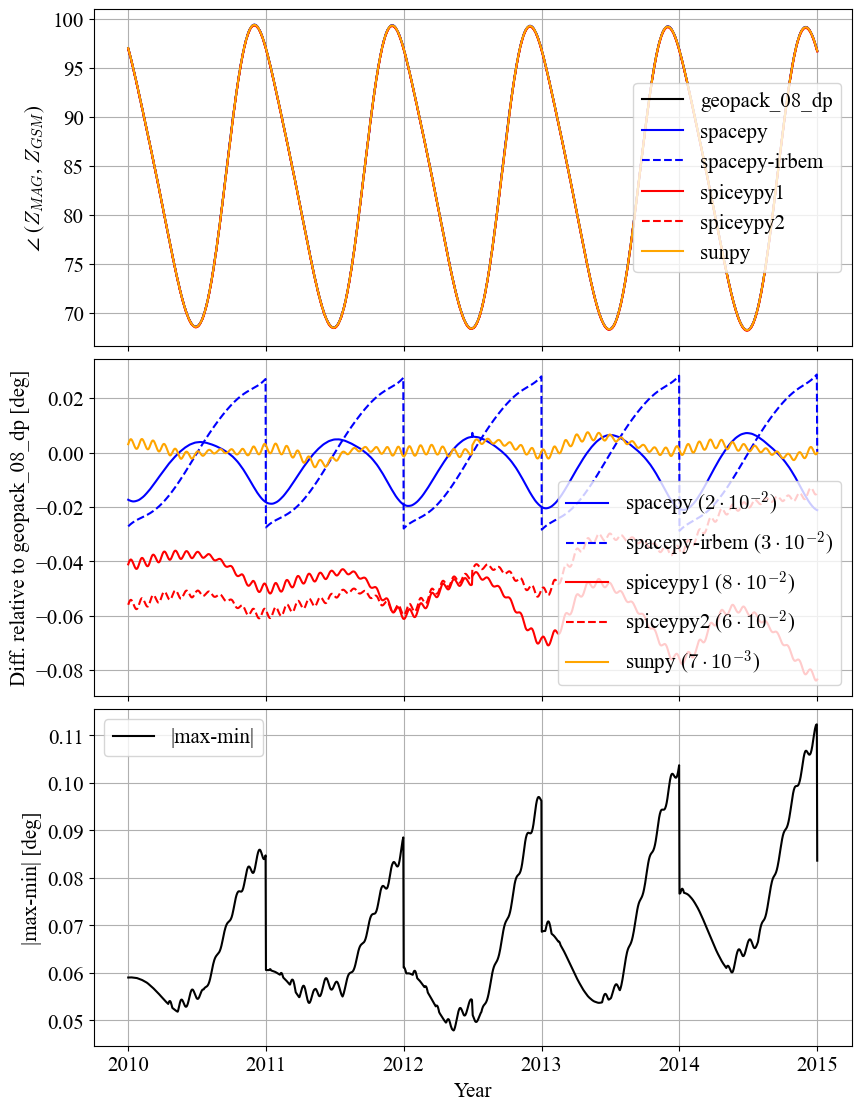 100
95
90
85
80
75
70
∠ (Z_MAG, Z_GSM)
geopack_08_dp
spacepy
spacepy-irbem
spiceypy1
spiceypy2
sunpy
0.02
0.00
−0.02
−0.04
−0.06
−0.08
Diff. relative to geopack_08_dp [deg]
spacepy (2 · 10⁻²)
spacepy-irbem (3 · 10⁻²)
spiceypy1 (8 · 10⁻²)
spiceypy2 (6 · 10⁻²)
sunpy (7 · 10⁻³)
0.11
0.10
0.09
0.08
0.07
0.06
0.05
|max-min| [deg]
|max-min|
2010 2011 2012 2013 2014 2015
Year